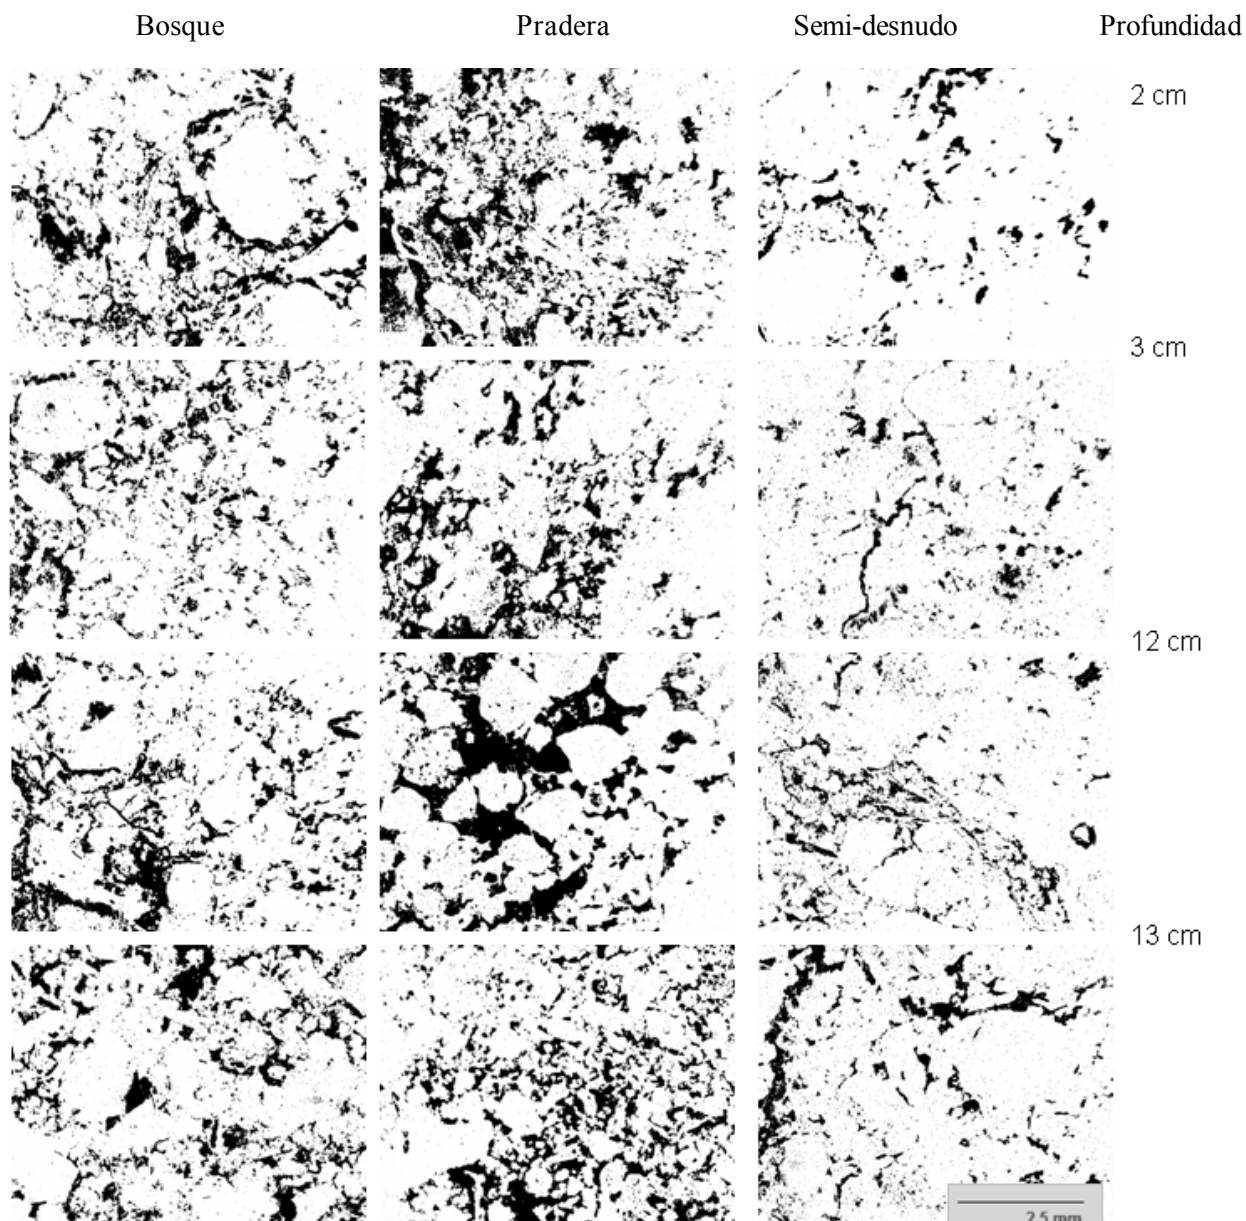 Bosque Pradera Semi-desnudo Profundidad
2 cm
3 cm
12 cm
13 cm
2.5 mm